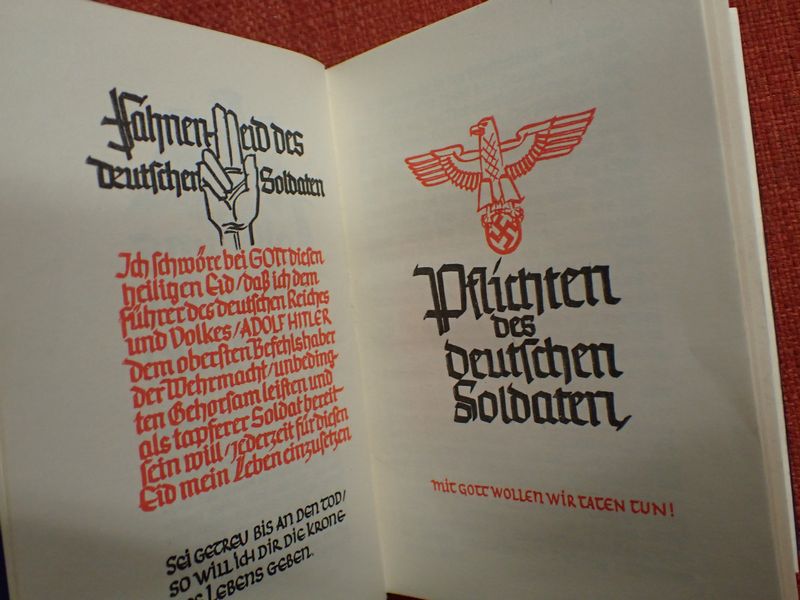 Fahnen-Neid des
deutschen Soldaten
Ich schwöre bei GOTT diesen
heiligen Eid/daß ich dem
Führer des deutschen Reiches
und Volkes/ADOLF HITLER
dem obersten Befehlshaber
der Wehrmacht/unbeding-
ten Gehorsam leisten und
als tapferer Soldat bereit
sein will/jederzeit für diesen
Eid mein Leben einzusetzen
SEI GETREU BIS AN DEN TOD/
SO WILL ICH DIR DIE KRONE
LEBENS GEBEN.
Pflichten
des
deutschen
Soldaten,
MIT GOTT WOLLEN WIR TATEN TUN!